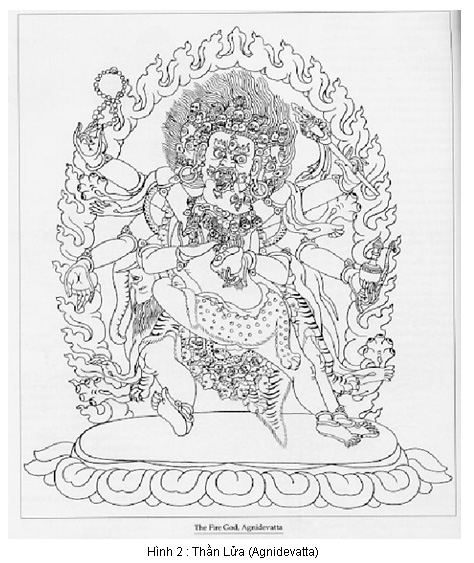 The Fire God, Agnidevatta
Hình 2 : Thần Lửa (Agnidevatta)